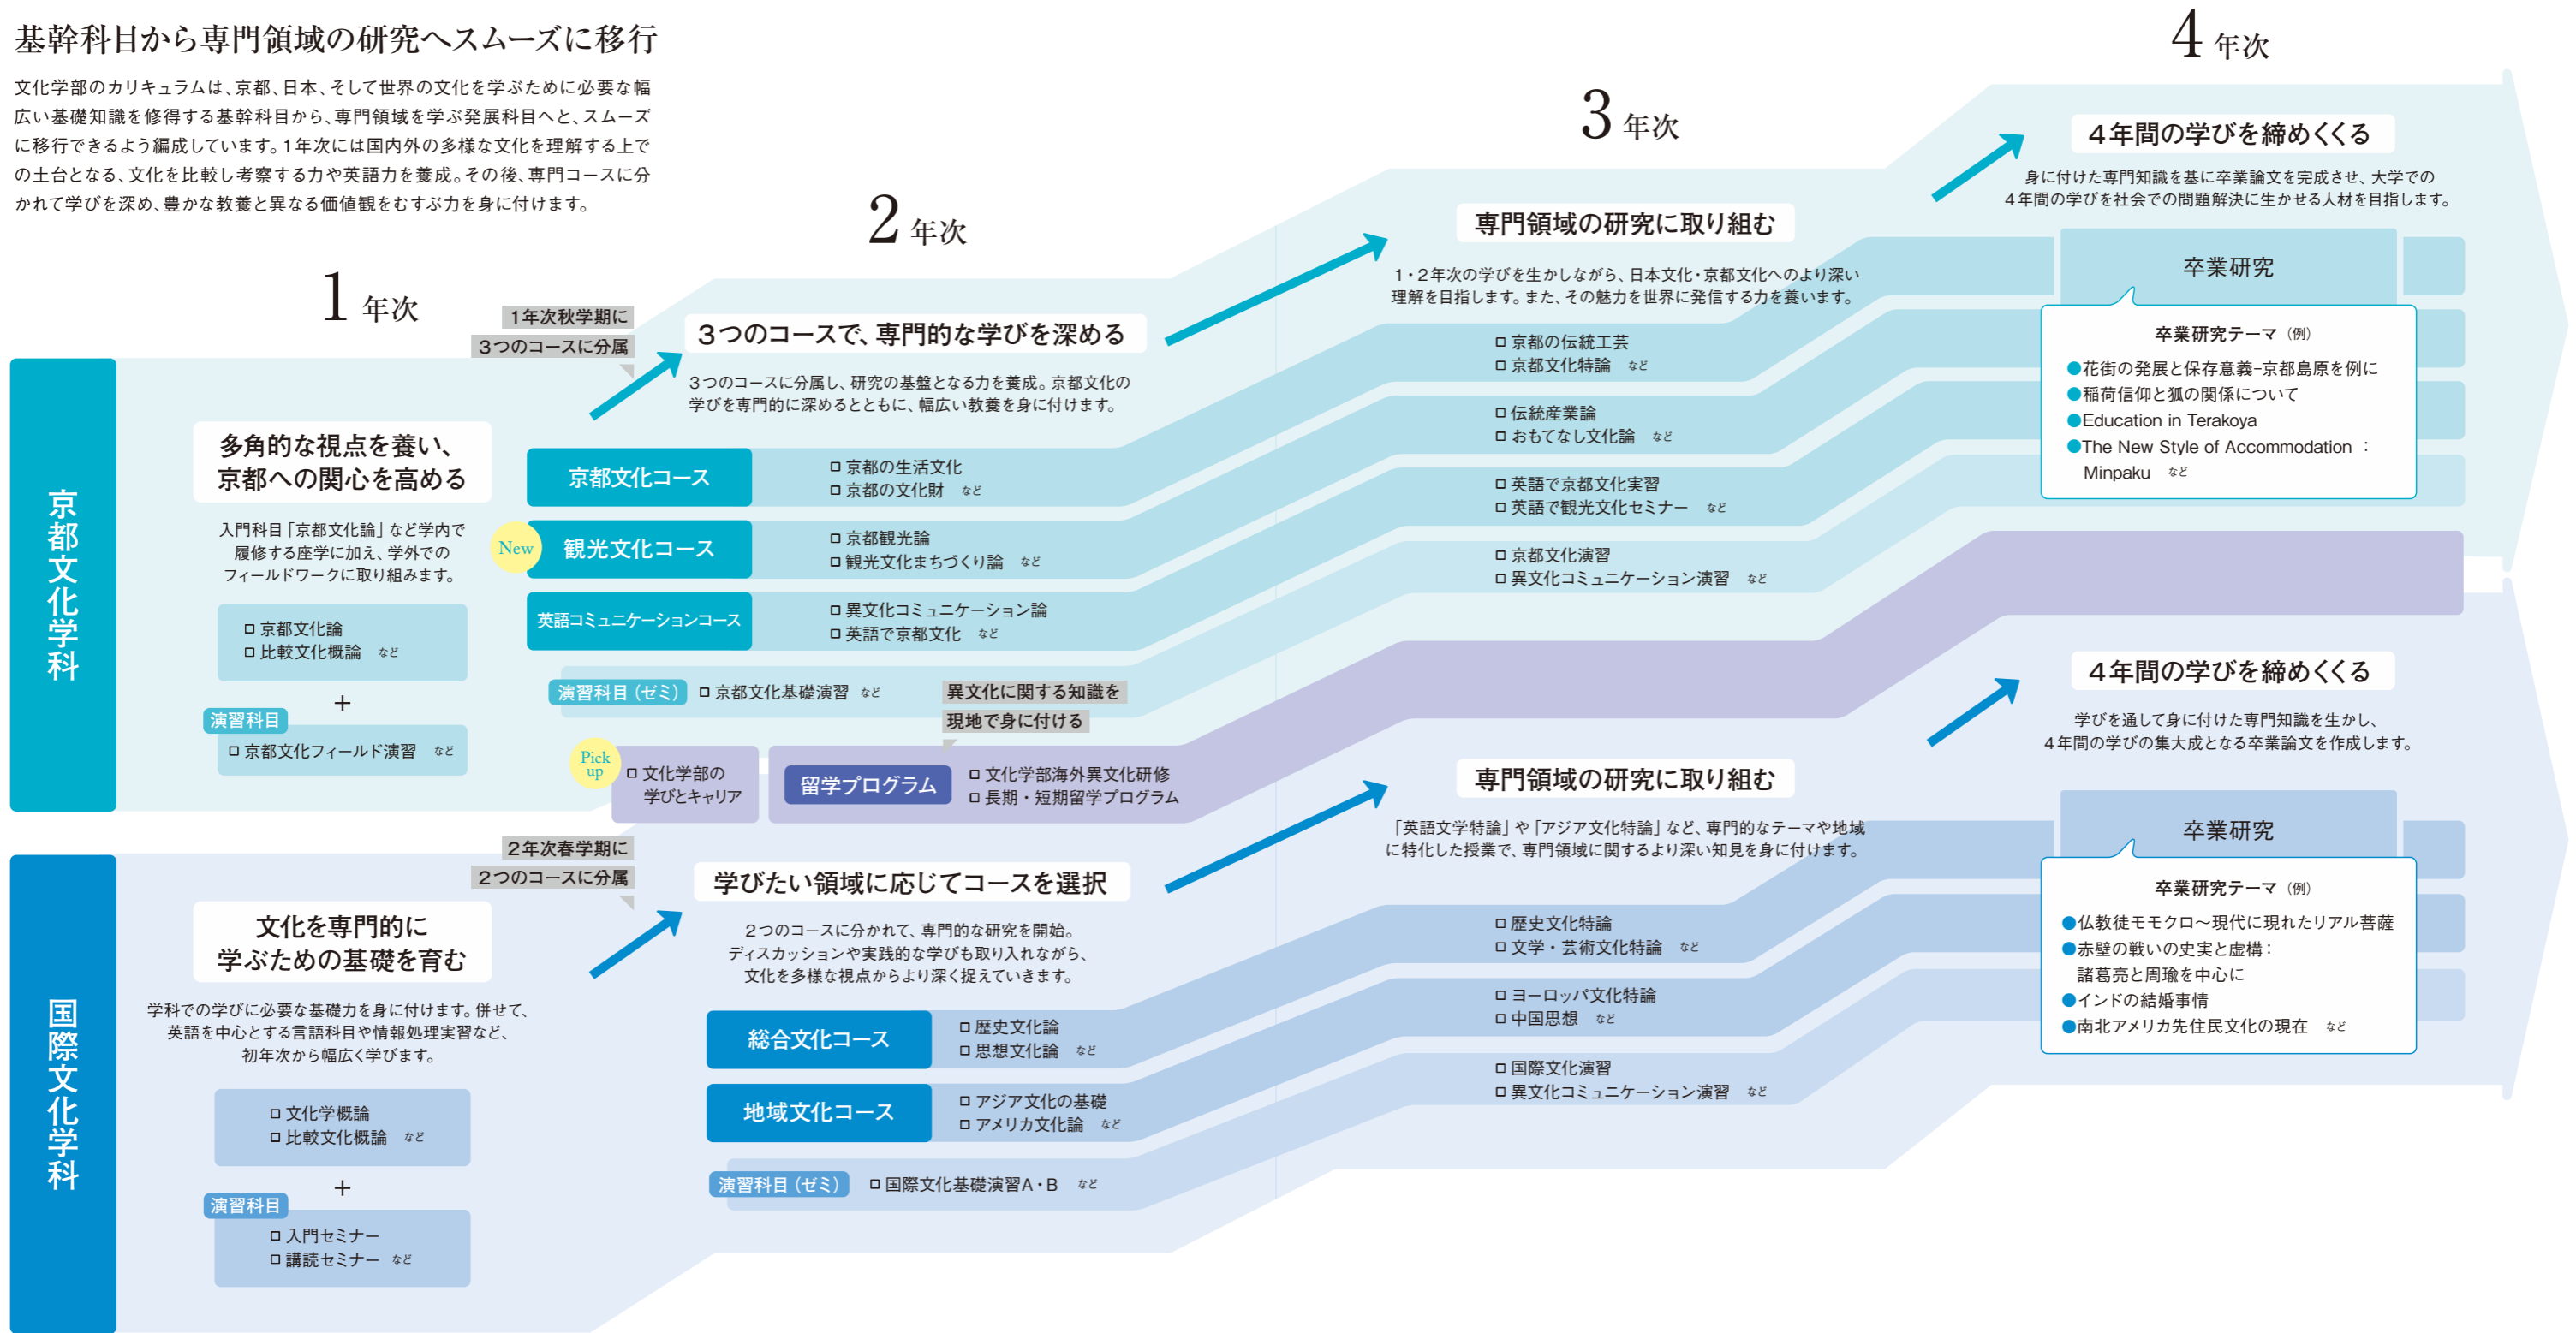 基幹科目から専門領域の研究へスムーズに移行
文化学部のカリキュラムは、京都、日本、そして世界の文化を学ぶために必要な幅
広い基礎知識を修得する基幹科目から、専門領域を学ぶ発展科目へと、スムーズ
に移行できるよう編成しています。1年次には国内外の多様な文化を理解する上で
の土台となる、文化を比較し考察する力や英語力を養成。その後、専門コースに分
かれて学びを深め、豊かな教養と異なる価値観をむすぶ力を身に付けます。
1年次
2年次
3年次
4年次
京都文化学科
多角的な視点を養い、
京都への関心を高める
入門科目「京都文化論」など学内で
履修する座学に加え、学外での
フィールドワークに取り組みます。
京都文化論
比較文化概論 など
+
演習科目
京都文化フィールド演習 など
1年次秋学期に
3つのコースに分属
3つのコースで、専門的な学びを深める
3つのコースに分属し、研究の基盤となる力を養成。京都文化の
学びを専門的に深めるとともに、幅広い教養を身に付けます。
京都文化コース
京都の生活文化
京都の文化財 など
New
観光文化コース
京都観光論
観光文化まちづくり論 など
英語コミュニケーションコース
異文化コミュニケーション論
英語で京都文化 など
演習科目(ゼミ)
京都文化基礎演習 など
異文化に関する知識を
現地で身に付ける
Pick
up
文化学部の
学びとキャリア
留学プログラム
文化学部海外異文化研修
長期・短期留学プログラム
専門領域の研究に取り組む
1・2年次の学びを生かしながら、日本文化・京都文化へのより深い
理解を目指します。また、その魅力を世界に発信する力を養います。
京都の伝統工芸
京都文化特論 など
伝統産業論
おもてなし文化論 など
英語で京都文化実習
英語で観光文化セミナー など
京都文化演習
異文化コミュニケーション演習 など
4年間の学びを締めくくる
身に付けた専門知識を基に卒業論文を完成させ、大学での
4年間の学びを社会での問題解決に生かせる人材を目指します。
卒業研究
卒業研究テーマ(例)
●花街の発展と保存意義−京都島原を例に
●稲荷信仰と狐の関係について
●Education in Terakoya
●The New Style of Accommodation :
Minpaku など
国際文化学科
文化を専門的に
学ぶための基礎を育む
学科での学びに必要な基礎力を身に付けます。併せて、
英語を中心とする言語科目や情報処理実習など、
初年次から幅広く学びます。
文化学概論
比較文化概論 など
+
演習科目
入門セミナー
講読セミナー など
2年次春学期に
2つのコースに分属
学びたい領域に応じてコースを選択
2つのコースに分かれて、専門的な研究を開始。
ディスカッションや実践的な学びも取り入れながら、
文化を多様な視点からより深く捉えていきます。
総合文化コース
歴史文化論
思想文化論 など
地域文化コース
アジア文化の基礎
アメリカ文化論 など
演習科目(ゼミ)
国際文化基礎演習A・B など
専門領域の研究に取り組む
「英語文学特論」や「アジア文化特論」など、専門的なテーマや地域
に特化した授業で、専門領域に関するより深い知見を身に付けます。
歴史文化特論
文学・芸術文化特論 など
ヨーロッパ文化特論
中国思想 など
国際文化演習
異文化コミュニケーション演習 など
4年間の学びを締めくくる
学びを通して身に付けた専門知識を生かし、
4年間の学びの集大成となる卒業論文を作成します。
卒業研究
卒業研究テーマ(例)
●仏教徒モモクロ〜現代に現れたリアル菩薩
●赤壁の戦いの史実と虚構:
諸葛亮と周瑜を中心に
●インドの結婚事情
●南北アメリカ先住民文化の現在 など